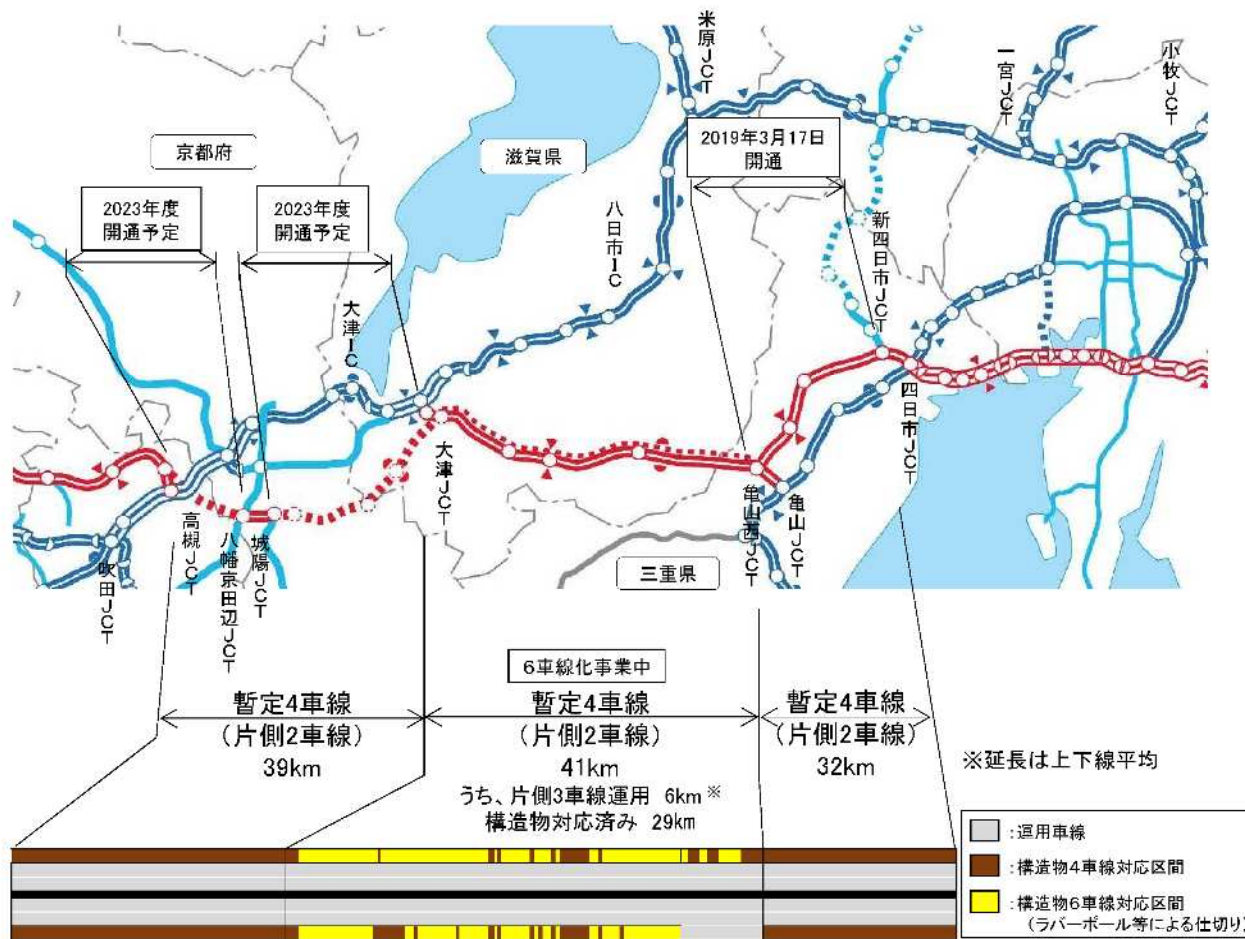 米原JCT
一宮JCT
小牧JCT
京都府
滋賀県
2019年3月17日
開通
2023年度
開通予定
2023年度
開通予定
八日市IC
新四日市JCT
大津IC
四日市JCT
大津JCT
亀山西JCT
亀山JCT
高槻JCT
城陽JCT
八幡京田辺JCT
吹田JCT
三重県
6車線化事業中
暫定4車線
(片側2車線)
39km
暫定4車線
(片側2車線)
41km
うち、片側3車線運用 6km※
構造物対応済み 29km
暫定4車線
(片側2車線)
32km
※延長は上下線平均
:運用車線
:構造物4車線対応区間
:構造物6車線対応区間
(ラバーポール等による仕切り)